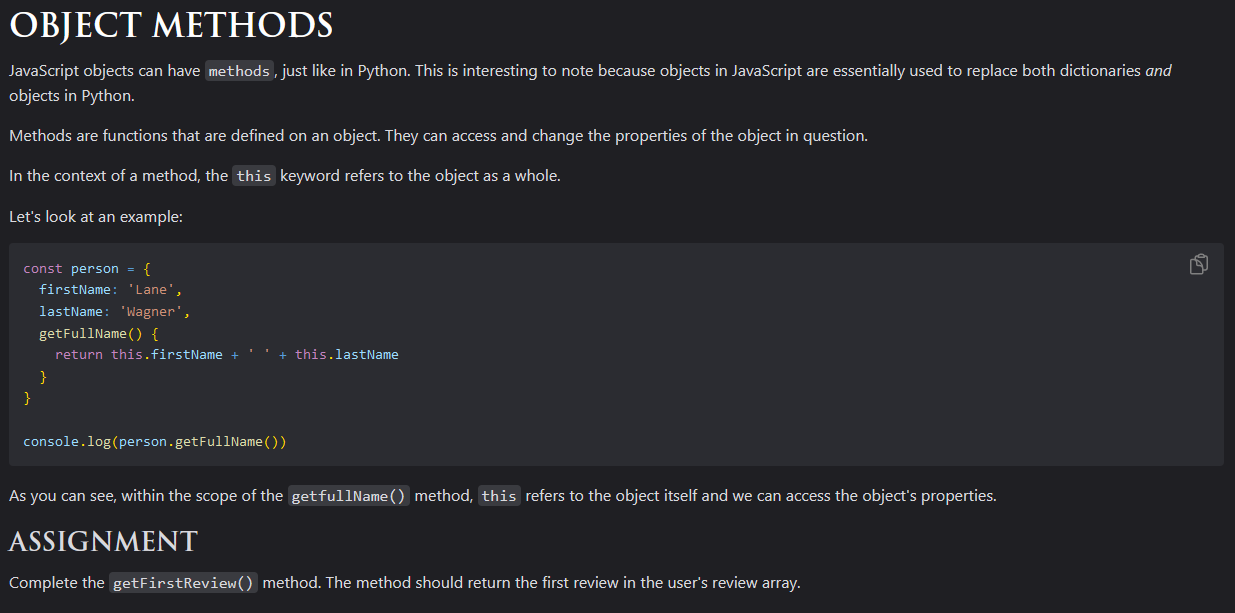 OBJECT METHODS
JavaScript objects can have methods, just like in Python. This is interesting to note because objects in JavaScript are essentially used to replace both dictionaries and
objects in Python.
Methods are functions that are defined on an object. They can access and change the properties of the object in question.
In the context of a method, the this keyword refers to the object as a whole.
Let's look at an example:
const person = {
  firstName: 'Lane',
  lastName: 'Wagner',
  getFullName() {
    return this.firstName + ' ' + this.lastName
  }
}
console.log(person.getFullName())
As you can see, within the scope of the getfullName() method, this refers to the object itself and we can access the object's properties.
ASSIGNMENT
Complete the getFirstReview() method. The method should return the first review in the user's review array.